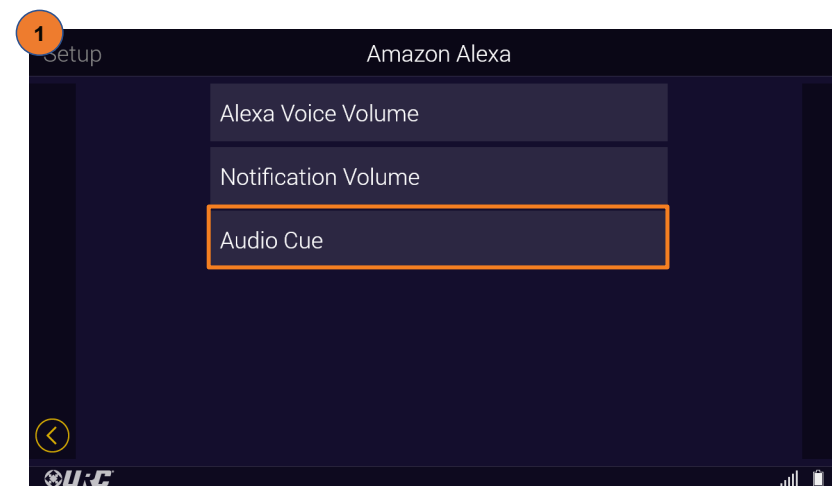 1
Setup
Amazon Alexa
Alexa Voice Volume
Notification Volume
Audio Cue
URC